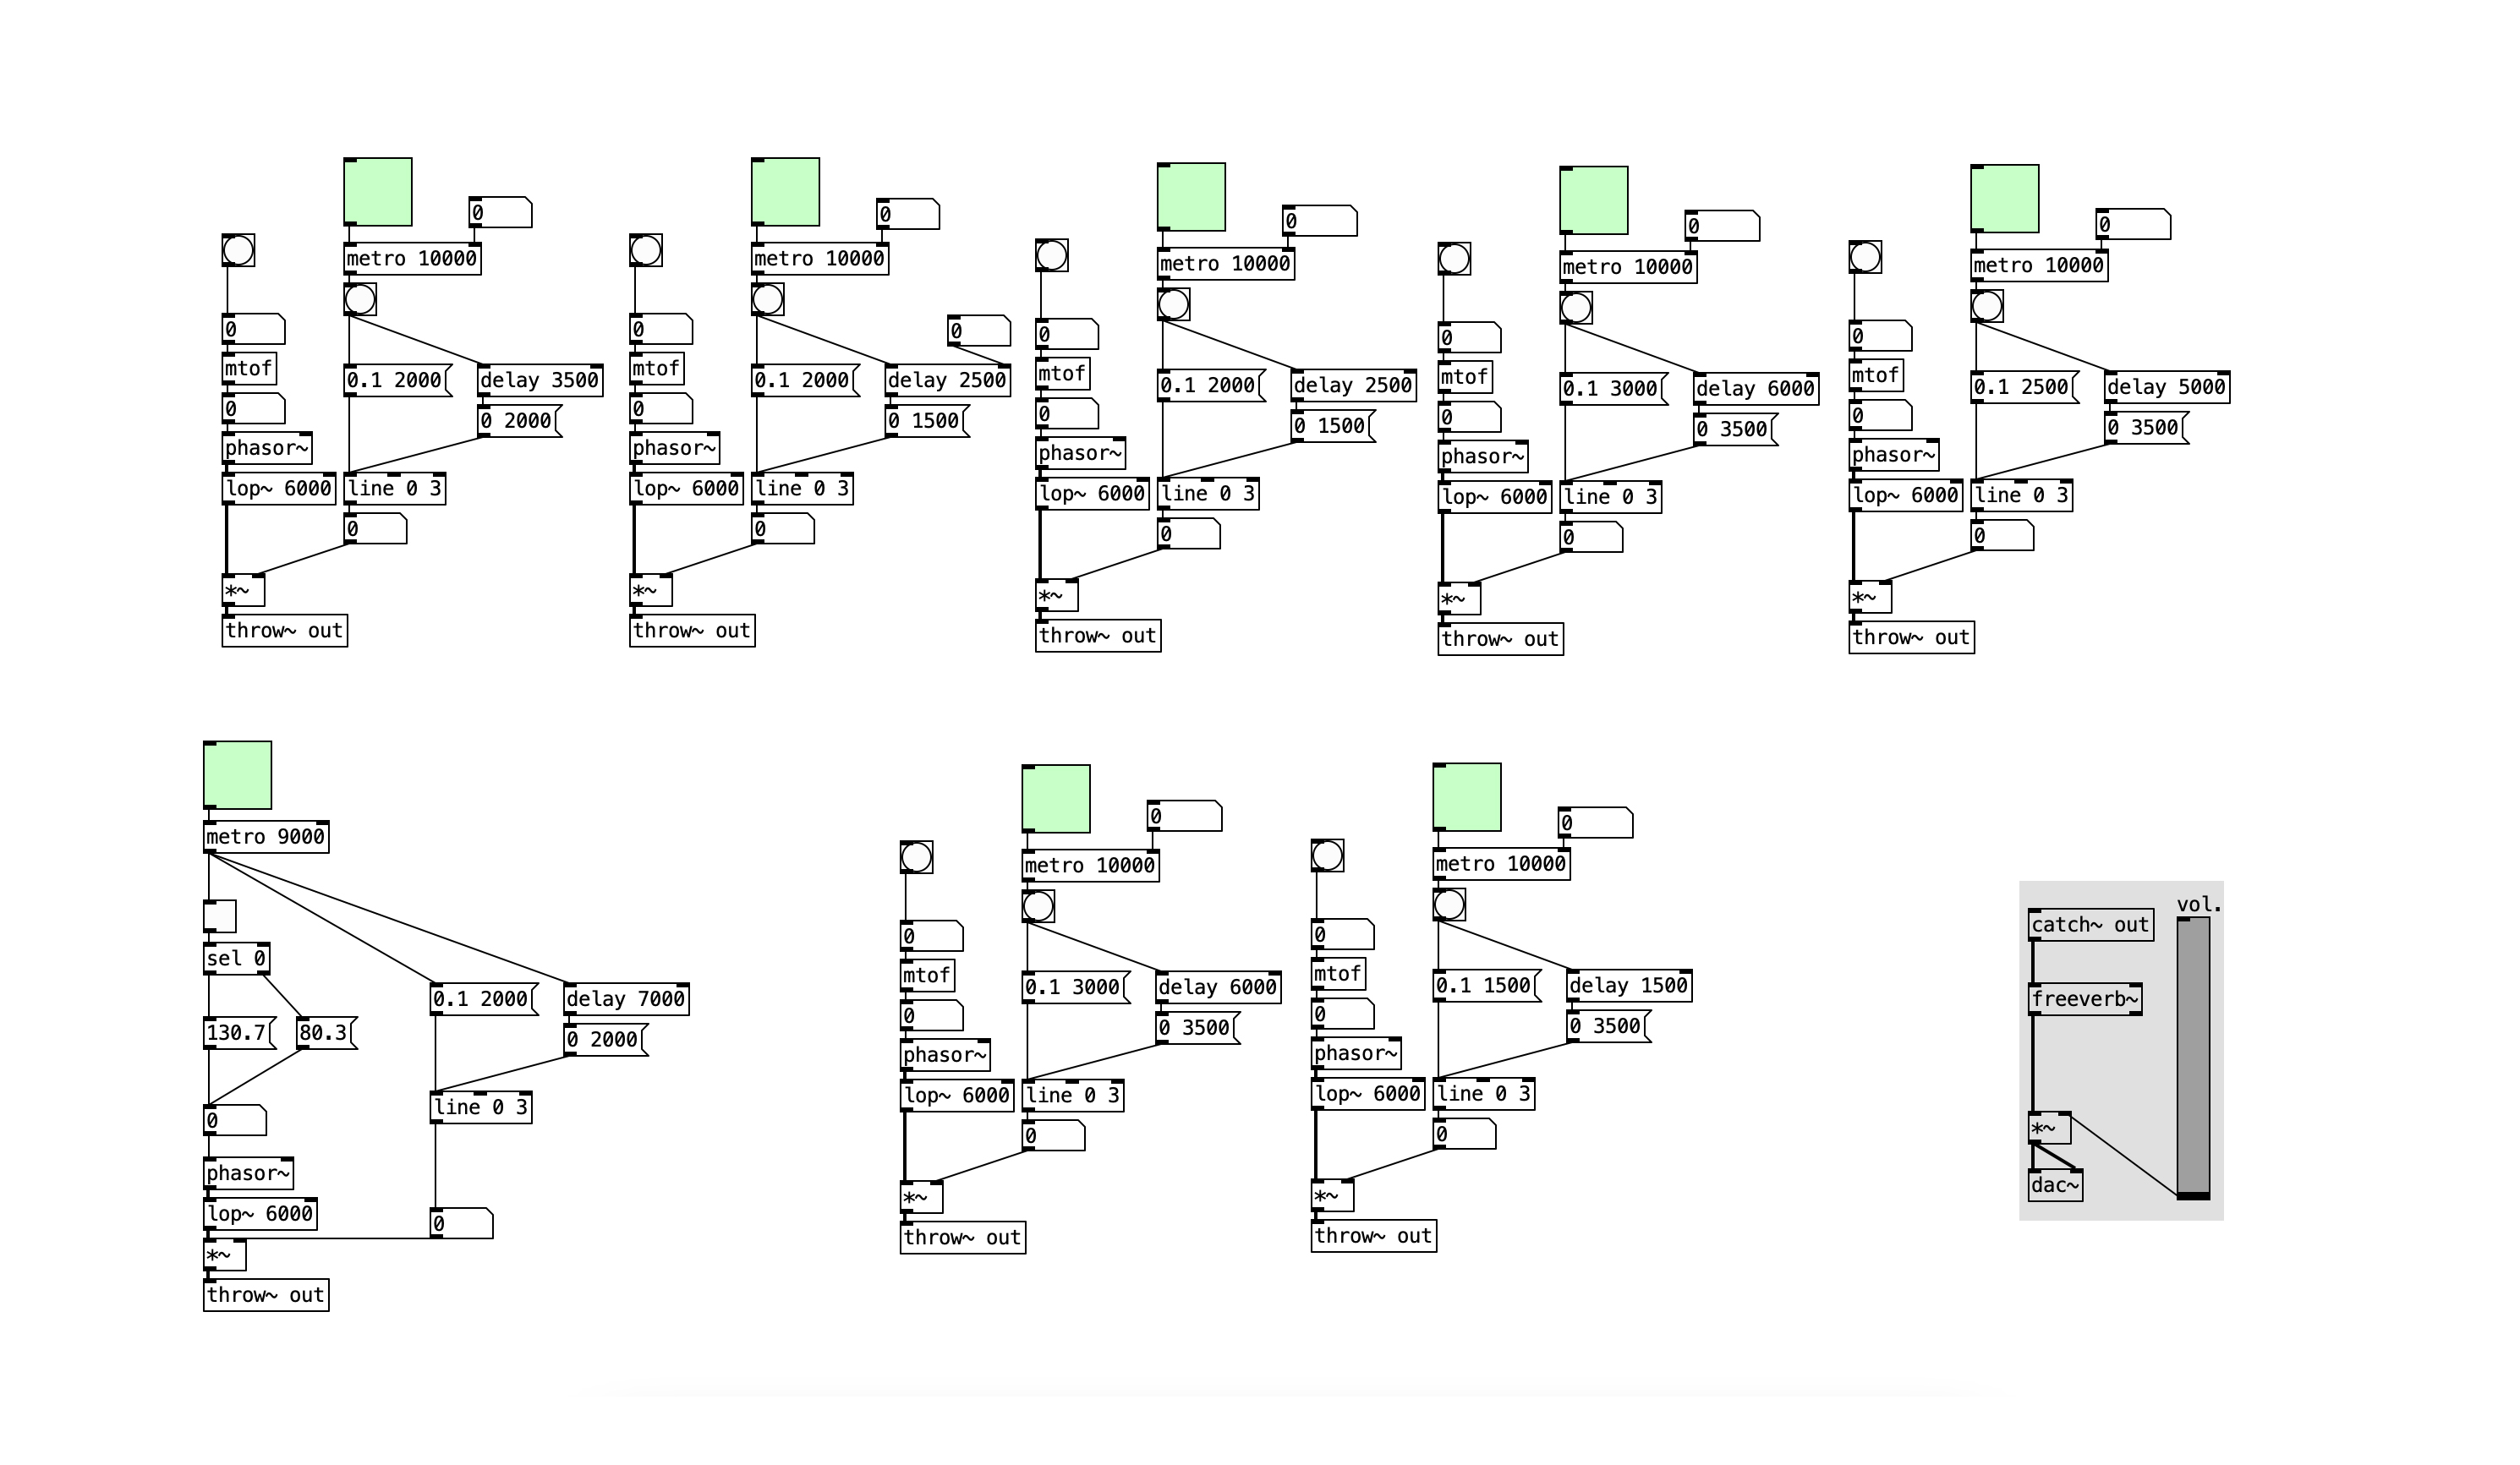 0
metro 10000
0
mtof
0.1 2000
delay 3500
0
0 2000
phasor~
lop~ 6000
line 0 3
0
*~
throw~ out
0
metro 10000
0
0
mtof
0.1 2000
delay 2500
0
0 1500
phasor~
lop~ 6000
line 0 3
0
*~
throw~ out
0
metro 10000
0
mtof
0.1 2000
delay 2500
0
0 1500
phasor~
lop~ 6000
line 0 3
0
*~
throw~ out
0
metro 10000
0
mtof
0.1 3000
delay 6000
0
0 3500
phasor~
lop~ 6000
line 0 3
0
*~
throw~ out
0
metro 10000
0
mtof
0.1 2500
delay 5000
0
0 3500
phasor~
lop~ 6000
line 0 3
0
*~
throw~ out
metro 9000
sel 0
0.1 2000
delay 7000
130.7
80.3
0 2000
0
line 0 3
phasor~
lop~ 6000
0
*~
throw~ out
0
metro 10000
0
mtof
0.1 3000
delay 6000
0
0 3500
phasor~
lop~ 6000
line 0 3
0
*~
throw~ out
0
metro 10000
0
mtof
0.1 1500
delay 1500
0
0 3500
phasor~
lop~ 6000
line 0 3
0
*~
throw~ out
vol.
catch~ out
freeverb~
*~
dac~